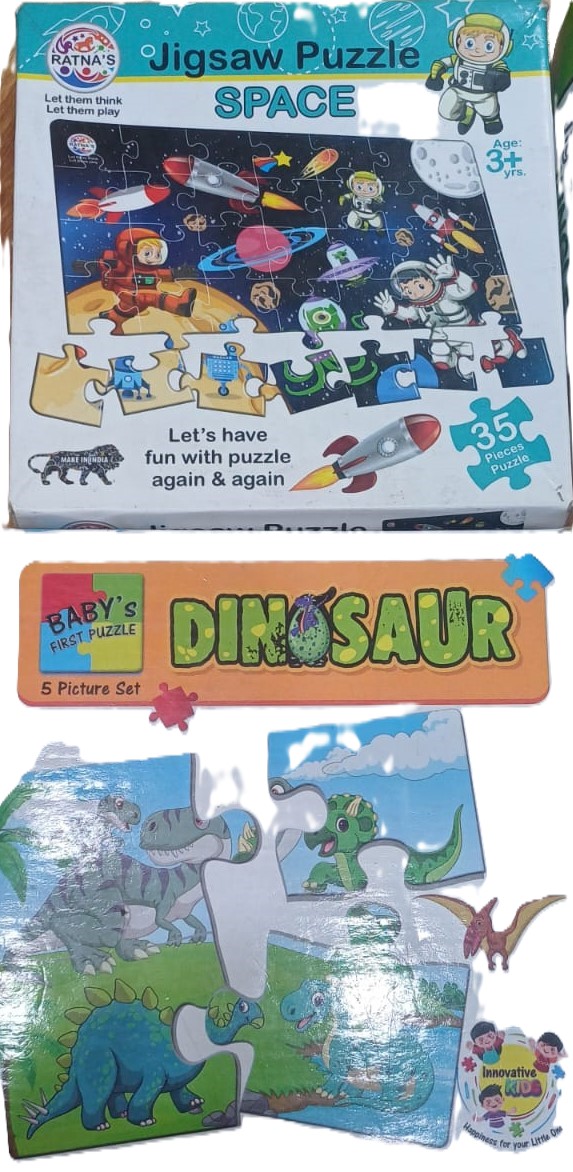 RATNA'S
Let them think
Let them play
Jigsaw Puzzle
SPACE
Age:
3+
yrs.
RATNA'S
MAKE IN INDIA
Let's have
fun with puzzle
again & again
35
Pieces
Puzzle
RATNA'S
Jigsaw Puzzle
BABY's
FIRST PUZZLE
5 Picture Set
DINOSAUR
Innovative
KIDS
Happiness for your Little One